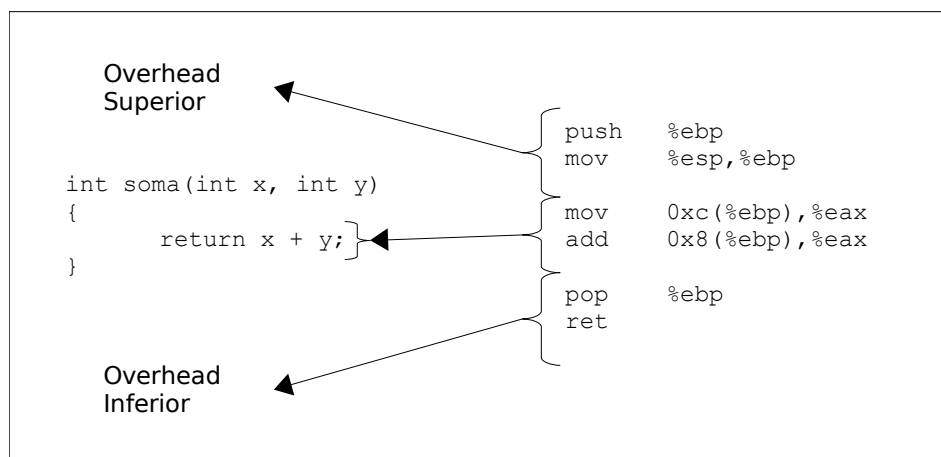 Overhead
Superior
int soma(int x, int y)
{
return x + y;
}
Overhead
Inferior
push %ebp
mov %esp,%ebp
mov 0xc(%ebp),%eax
add 0x8(%ebp),%eax
pop %ebp
ret